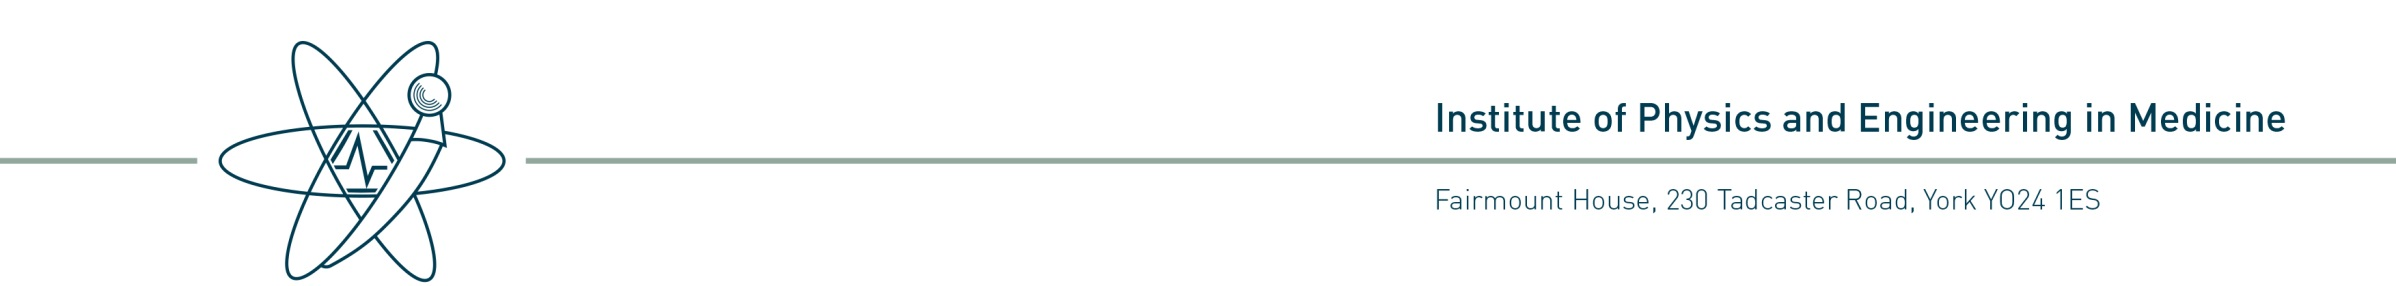 Institute of Physics and Engineering in Medicine
Fairmount House, 230 Tadcaster Road, York YO24 1ES